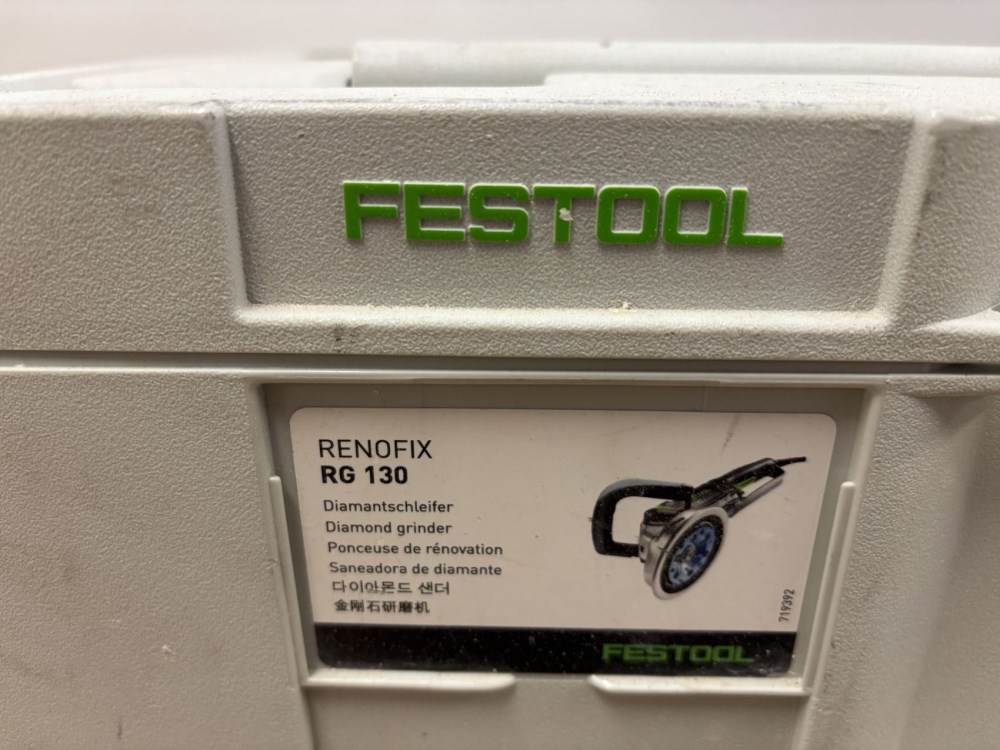 FESTOOL
RENOFIX
RG 130
Diamantschleifer
Diamond grinder
Ponceuse de rénovation
Saneadora de diamante
다이아몬드 샌더
金刚石研磨机
719392
FESTOOL